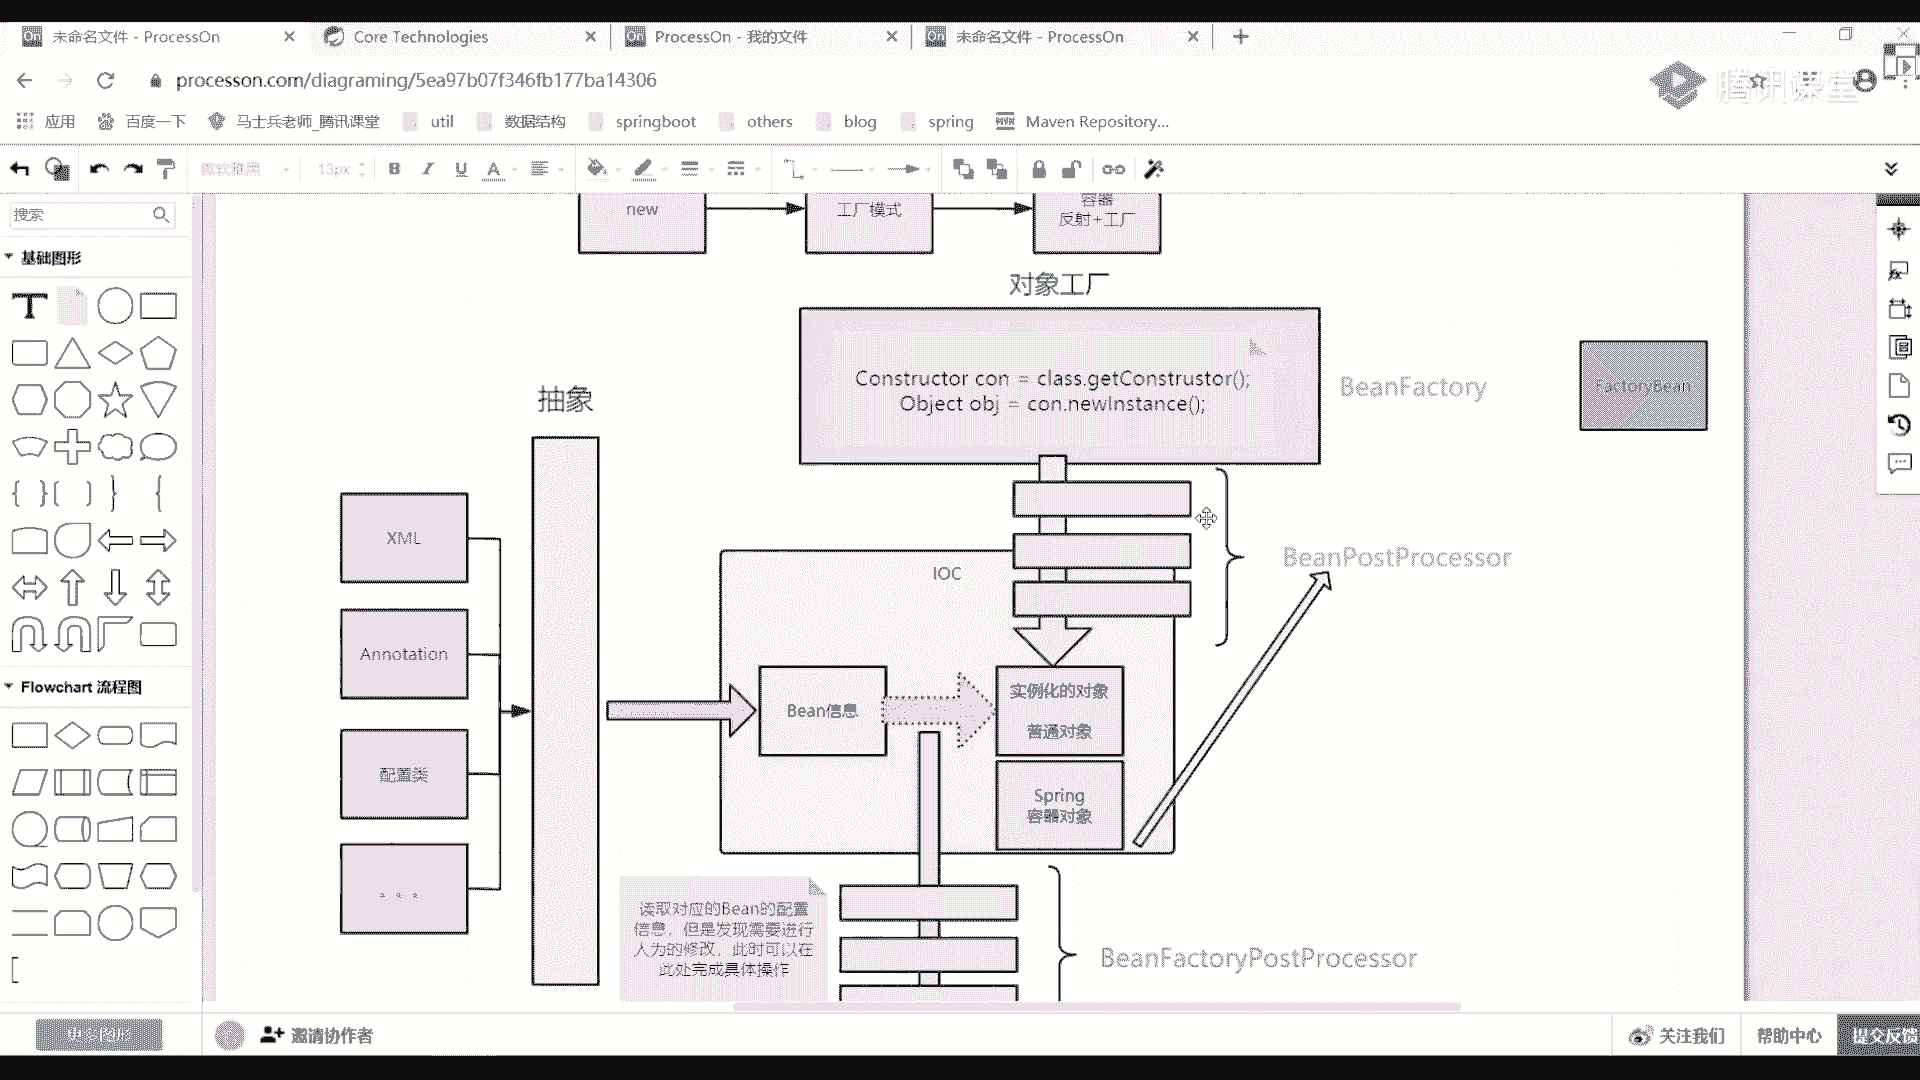 未命名文件 - ProcessOn
Core Technologies
ProcessOn - 我的文件
未命名文件 - ProcessOn
processon.com/diagraming/5ea97b07f346fb177ba14306
腾讯课堂
应用
百度一下
马士兵老师_腾讯课堂
util
数据结构
springboot
others
blog
spring
Maven Repository...
微软雅黑
13px
搜索
基础图形
Flowchart 流程图
更多图形
new
工厂模式
容器
反射+工厂
对象工厂
Constructor con = class.getConstrustor();
Object obj = con.newInstance();
BeanFactory
FactoryBean
抽象
XML
Annotation
配置类
。。。
IOC
BeanPostProcessor
Bean信息
实例化的对象
普通对象
Spring
容器对象
读取对应的Bean的配置
信息，但是发现需要进行
人为的修改，此时可以在
此处完成具体操作
BeanFactoryPostProcessor
邀请协作者
关注我们
帮助中心
提交反馈